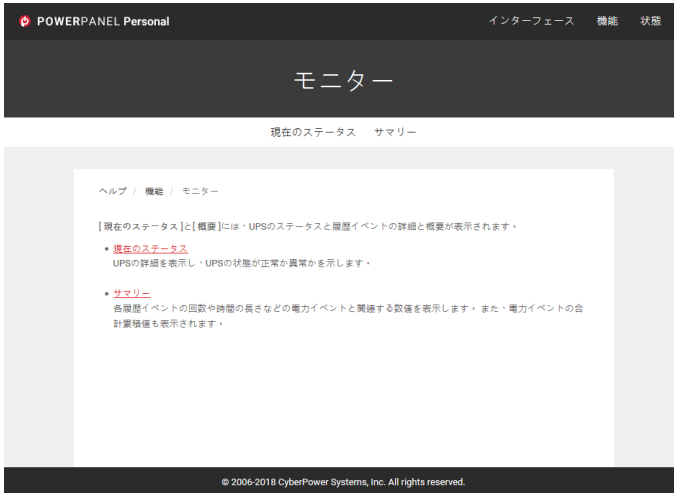 POWERPANEL Personal
インターフェース 機能 状態
モニター
現在のステータス サマリー
ヘルプ / 機能 / モニター
[ 現在のステータス ]と[ 概要 ]には、UPSのステータスと履歴イベントの詳細と概要が表示されます。
• 現在のステータス
UPSの詳細を表示し、UPSの状態が正常か異常かを示します。
• サマリー
各履歴イベントの回数や時間の長さなどの電力イベントと関連する数値を表示します。 また、電力イベントの合
計累積値も表示されます。
© 2006-2018 CyberPower Systems, Inc. All rights reserved.